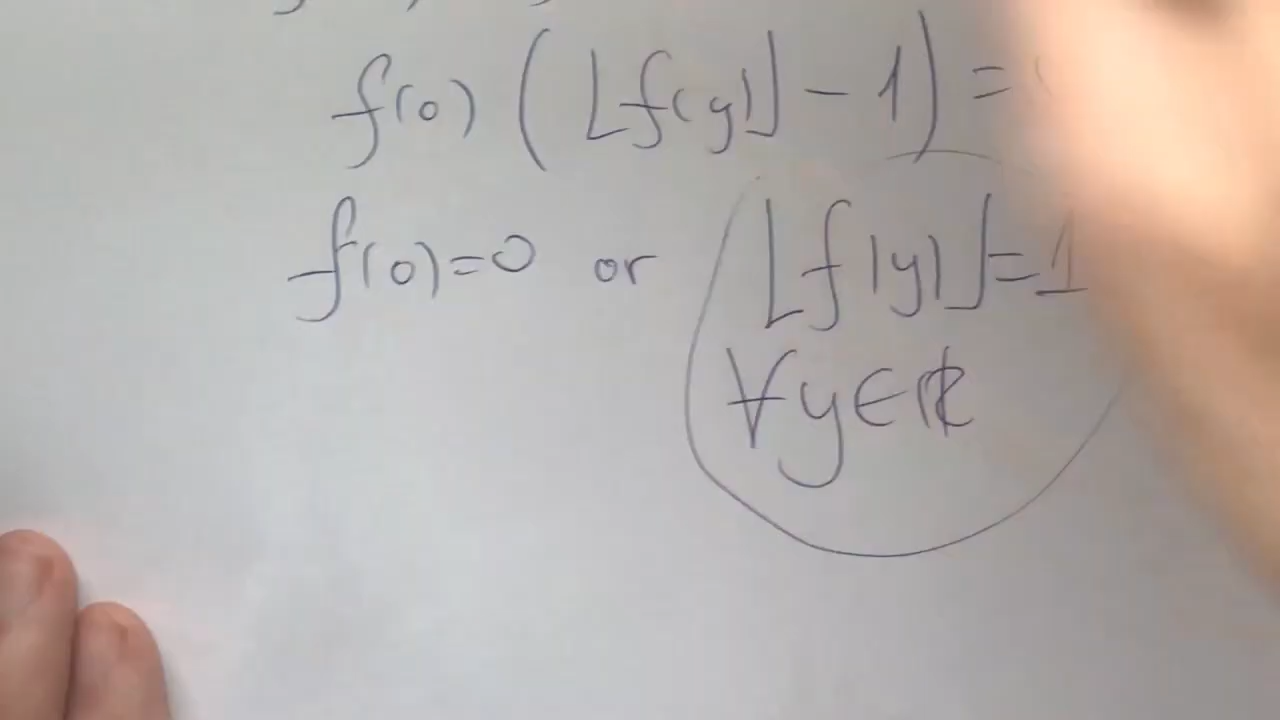 f(0) (⌊f(y)⌋ - 1) =
f(0)=0 or ⌊f(y)⌋=1
∀y∈ℝ